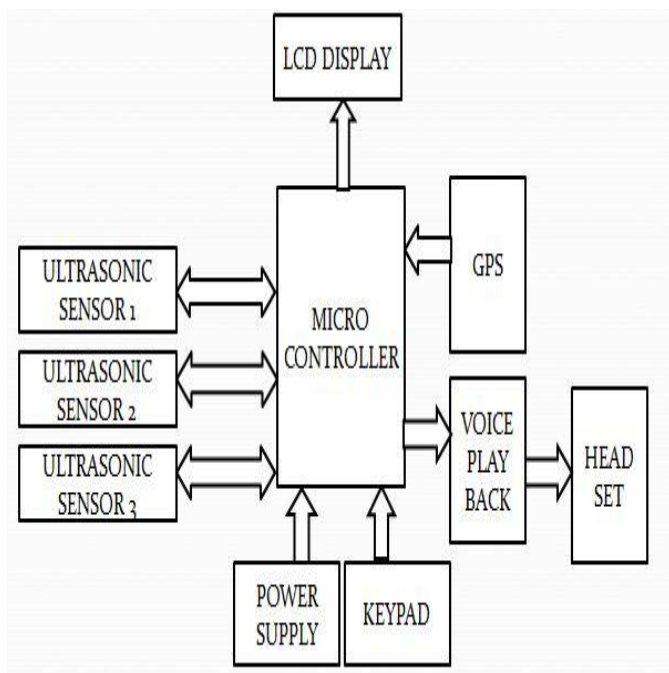 LCD DISPLAY
GPS
ULTRASONIC
SENSOR 1
MICRO
CONTROLLER
ULTRASONIC
SENSOR 2
ULTRASONIC
SENSOR 3
VOICE
PLAY
BACK
HEAD
SET
POWER
SUPPLY
KEYPAD